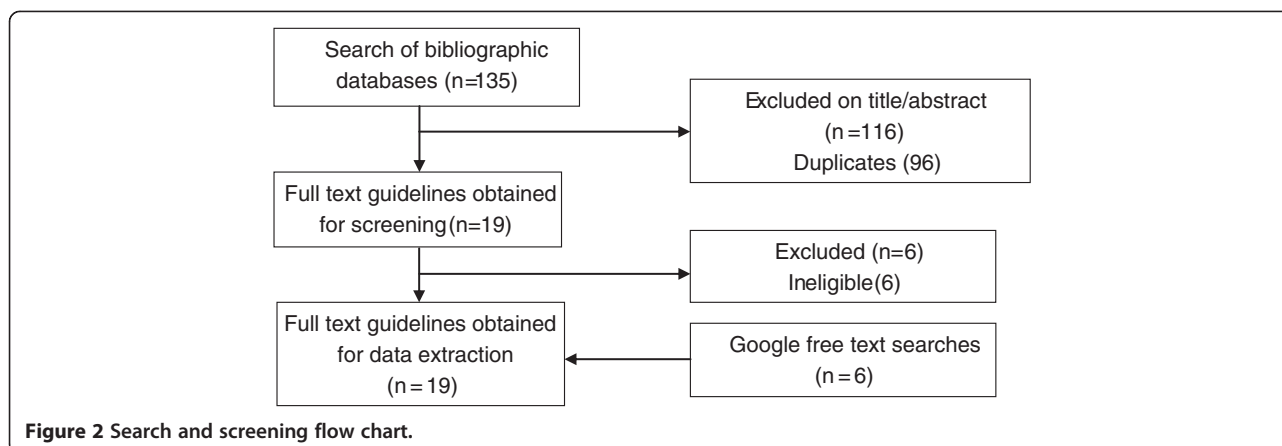 Search of bibliographic
databases (n=135)
Excluded on title/abstract
(n=116)
Duplicates (96)
Full text guidelines obtained
for screening (n=19)
Excluded (n=6)
Ineligible (6)
Full text guidelines obtained
for data extraction
(n=19)
Google free text searches
(n=6)
Figure 2 Search and screening flow chart.